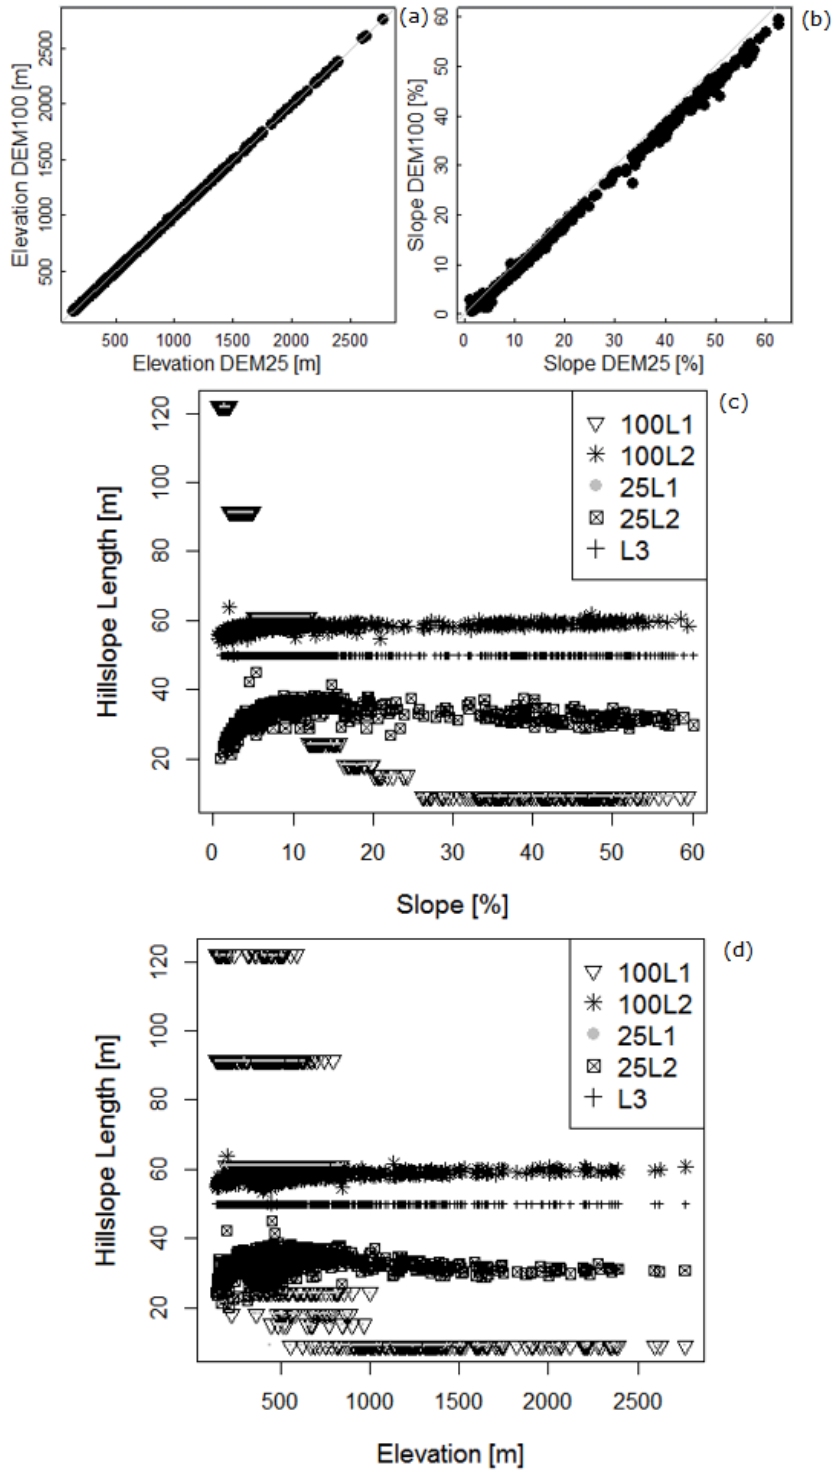 (a)
Elevation DEM100 [m]
500 1000 1500 2000 2500
500 1000 1500 2000 2500
Elevation DEM25 [m]
(b)
Slope DEM100 [%]
0 10 20 30 40 50 60
0 10 20 30 40 50 60
Slope DEM25 [%]
(c)
Hillslope Length [m]
120
100
80
60
40
20
100L1
100L2
25L1
25L2
L3
0 10 20 30 40 50 60
Slope [%]
(d)
Hillslope Length [m]
120
100
80
60
40
20
100L1
100L2
25L1
25L2
L3
500 1000 1500 2000 2500
Elevation [m]